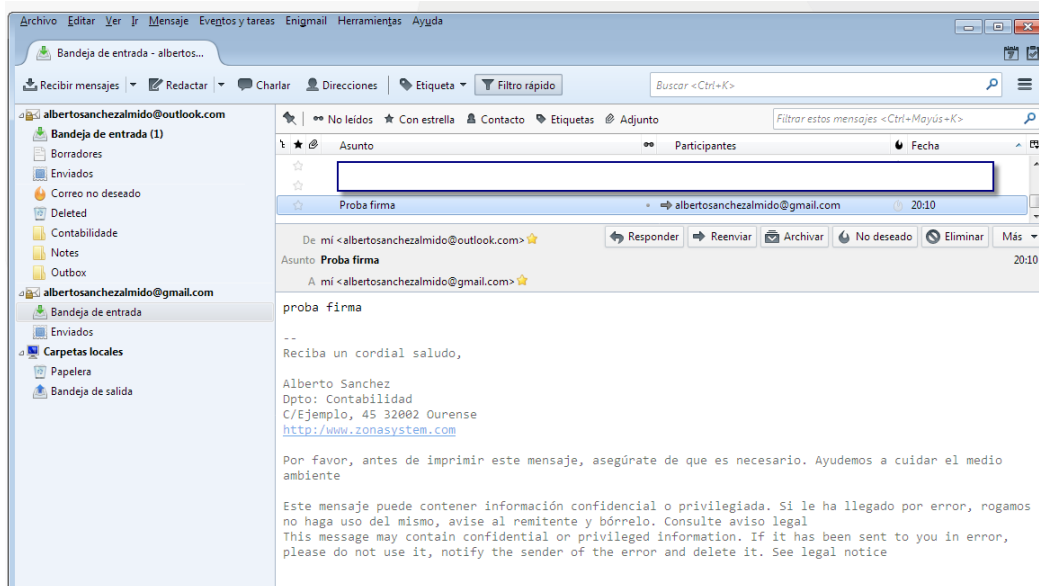 Archivo Editar Ver Ir Mensaje Eventos y tareas Enigmail Herramientas Ayuda
Bandeja de entrada - albertos...
Recibir mensajes Redactar Charlar Direcciones Etiqueta Filtro rápido Buscar <Ctrl+K>
albertosanchezalmido@outlook.com
Bandeja de entrada (1)
Borradores
Enviados
Correo no deseado
Deleted
Contabilidade
Notes
Outbox
albertosanchezalmido@gmail.com
Bandeja de entrada
Enviados
Carpetas locales
Papelera
Bandeja de salida
No leídos Con estrella Contacto Etiquetas Adjunto Filtrar estos mensajes <Ctrl+Mayús+K>
Asunto Participantes Fecha
Proba firma albertosanchezalmido@gmail.com 20:10
De mí <albertosanchezalmido@outlook.com> Responder Reenviar Archivar No deseado Eliminar Más
Asunto Proba firma 20:10
A mí <albertosanchezalmido@gmail.com>
proba firma
--
Reciba un cordial saludo,
Alberto Sanchez
Dpto: Contabilidad
C/Ejemplo, 45 32002 Ourense
http:/www.zonasystem.com
Por favor, antes de imprimir este mensaje, asegúrate de que es necesario. Ayudemos a cuidar el medio
ambiente
Este mensaje puede contener información confidencial o privilegiada. Si le ha llegado por error, rogamos
no haga uso del mismo, avise al remitente y bórrelo. Consulte aviso legal
This message may contain confidential or privileged information. If it has been sent to you in error,
please do not use it, notify the sender of the error and delete it. See legal notice